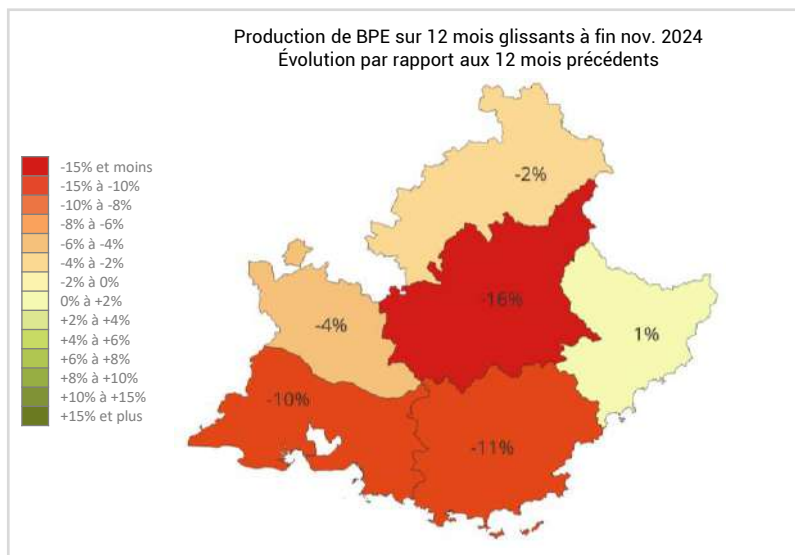 Production de BPE sur 12 mois glissants à fin nov. 2024
Évolution par rapport aux 12 mois précédents
-15% et moins
-15% à -10%
-10% à -8%
-8% à -6%
-6% à -4%
-4% à -2%
-2% à 0%
0% à +2%
+2% à +4%
+4% à +6%
+6% à +8%
+8% à +10%
+10% à +15%
+15% et plus
-2%
-16%
-4%
1%
-10%
-11%